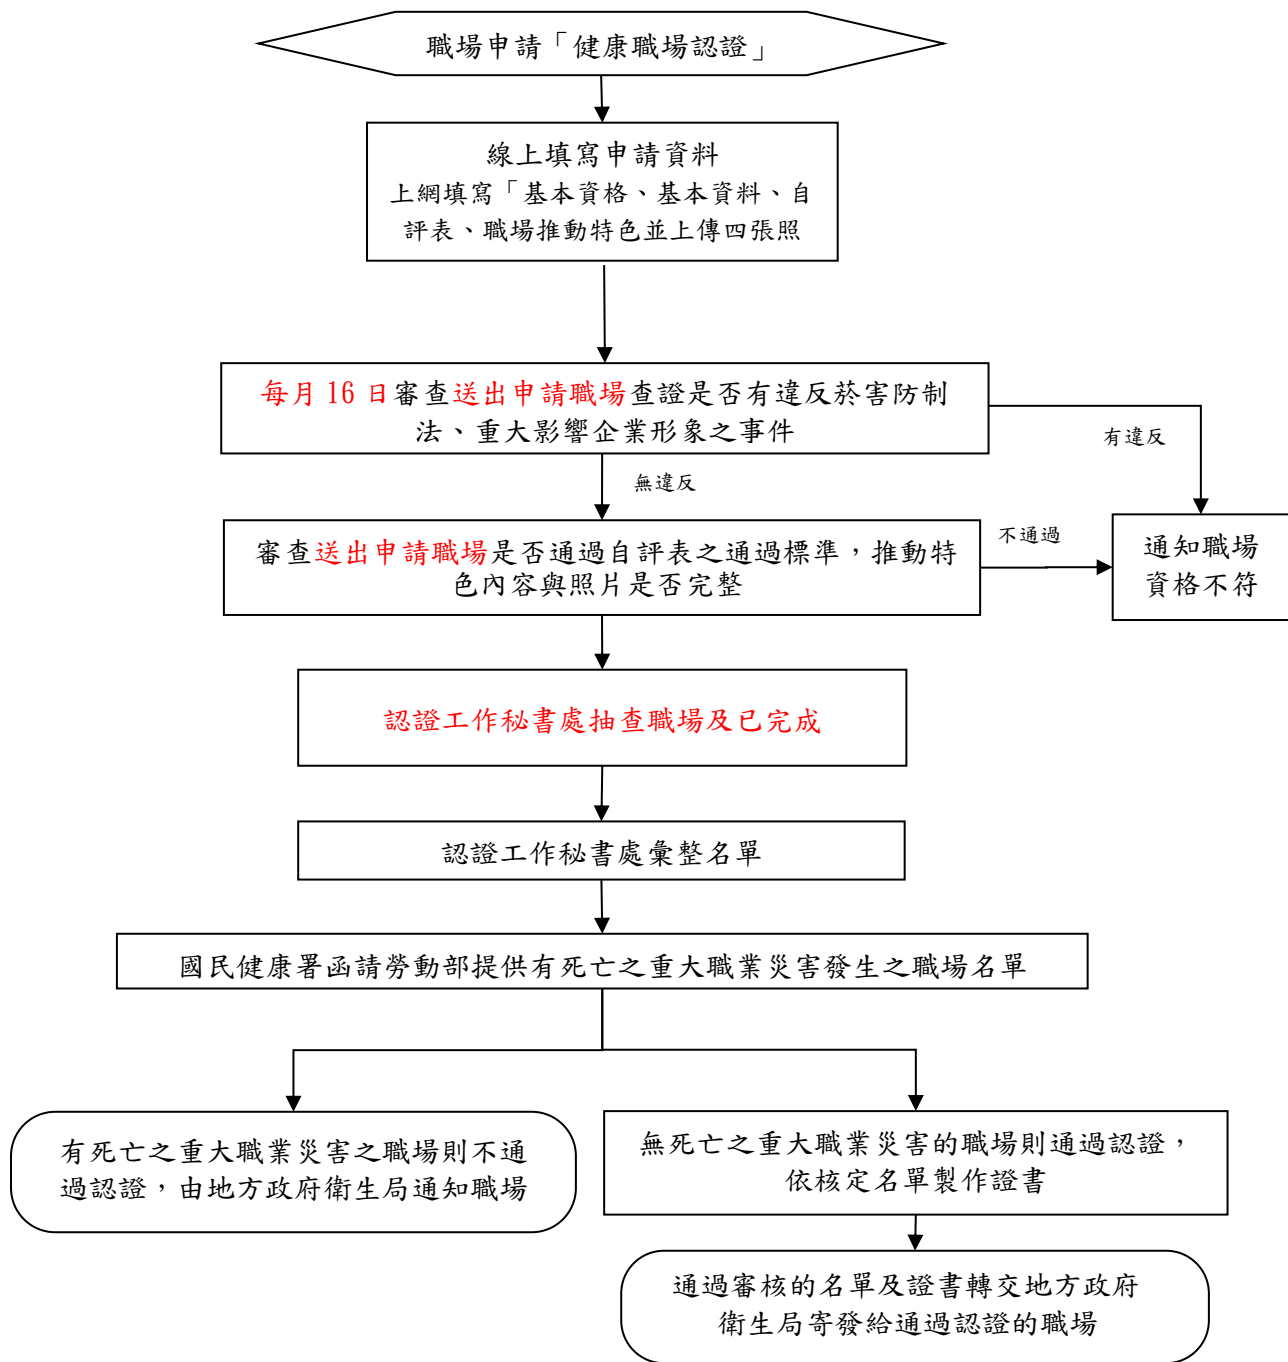 職場申請「健康職場認證」
線上填寫申請資料
上網填寫「基本資格、基本資料、自
評表、職場推動特色並上傳四張照
每月 16 日審查送出申請職場查證是否有違反菸害防制
法、重大影響企業形象之事件
有違反
無違反
審查送出申請職場是否通過自評表之通過標準，推動特
色內容與照片是否完整
不通過
通知職場
資格不符
認證工作秘書處抽查職場及已完成
認證工作秘書處彙整名單
國民健康署函請勞動部提供有死亡之重大職業災害發生之職場名單
有死亡之重大職業災害之職場則不通
過認證，由地方政府衛生局通知職場
無死亡之重大職業災害的職場則通過認證，
依核定名單製作證書
通過審核的名單及證書轉交地方政府
衛生局寄發給通過認證的職場